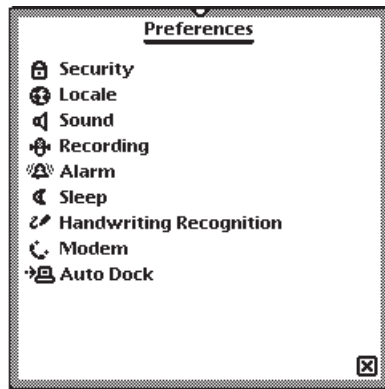 Preferences
Security
Locale
Sound
Recording
Alarm
Sleep
Handwriting Recognition
Modem
Auto Dock